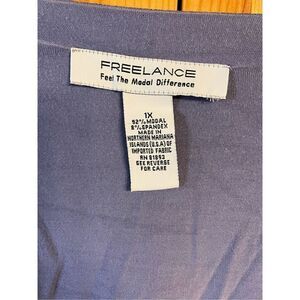 FREELANCE
Feel The Modal Difference
1X
92% MODAL
8% SPANDEX
MADE IN
NORTHERN MARIANA
ISLANDS (U.S.A) OF
IMPORTED FABRIC
RN 81893
SEE REVERSE
FOR CARE